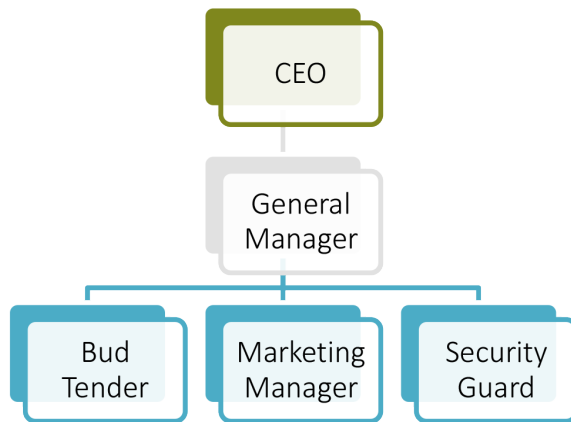 CEO
General
Manager
Bud
Tender
Marketing
Manager
Security
Guard